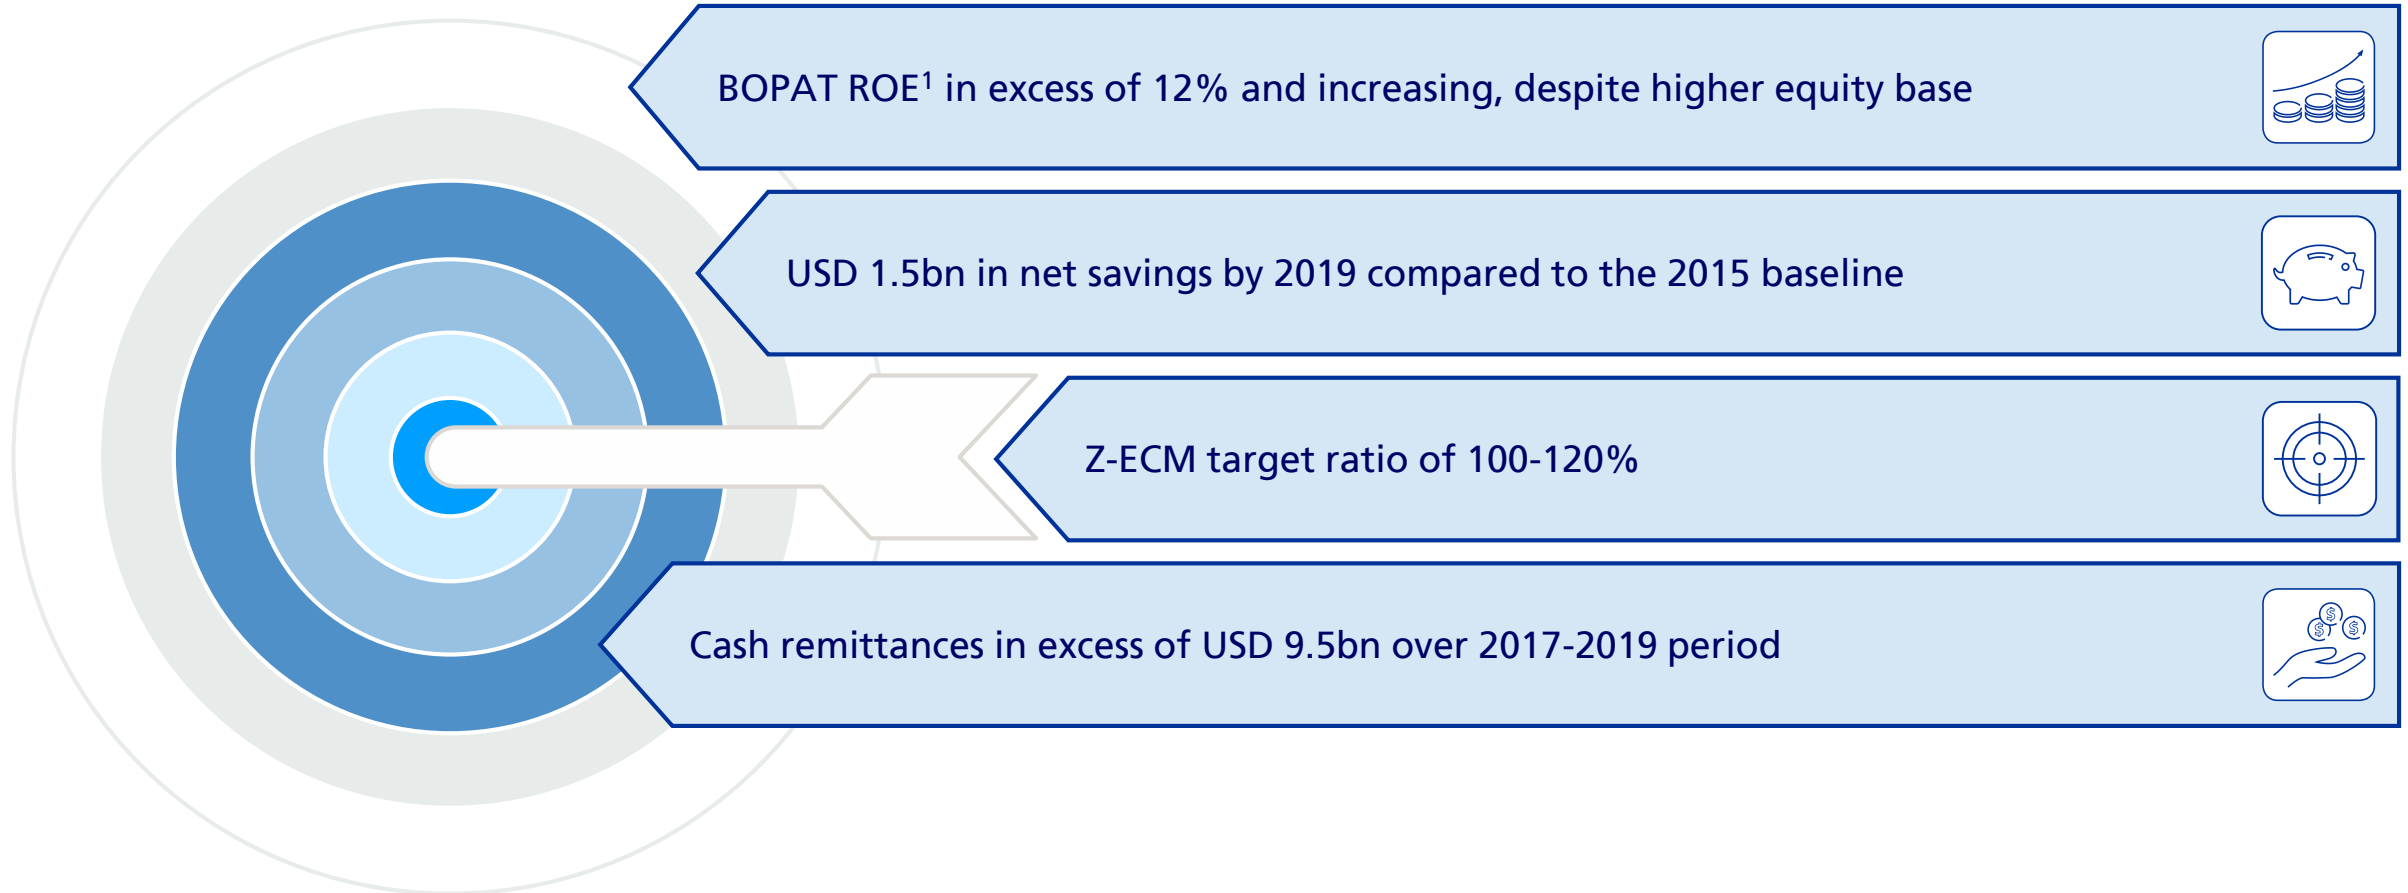 BOPAT ROE¹ in excess of 12% and increasing, despite higher equity base
USD 1.5bn in net savings by 2019 compared to the 2015 baseline
Z-ECM target ratio of 100-120%
Cash remittances in excess of USD 9.5bn over 2017-2019 period
$ $ $